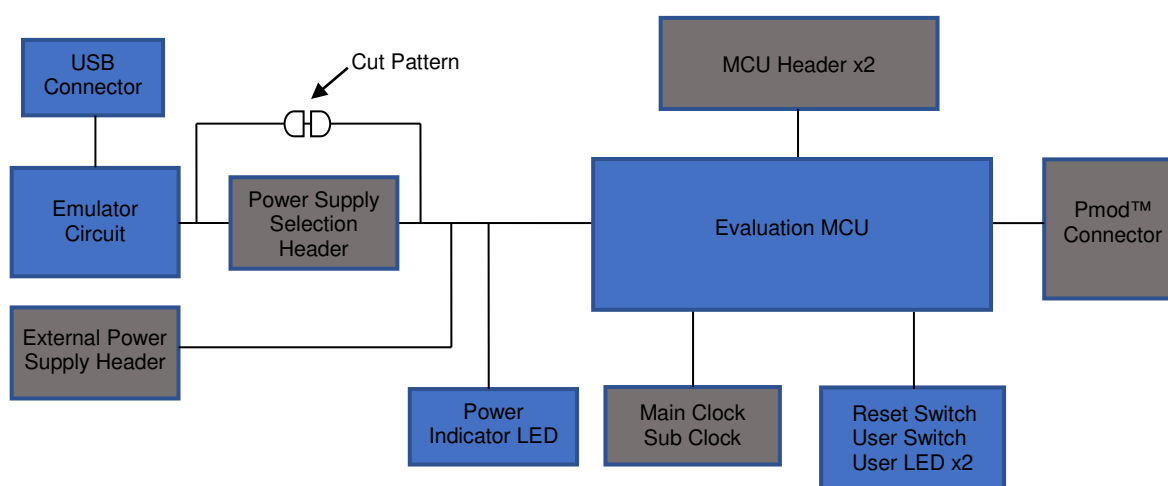 USB
Connector
Cut Pattern
MCU Header x2
Emulator
Circuit
Power Supply
Selection
Header
Evaluation MCU
Pmod™
Connector
External Power
Supply Header
Power
Indicator LED
Main Clock
Sub Clock
Reset Switch
User Switch
User LED x2